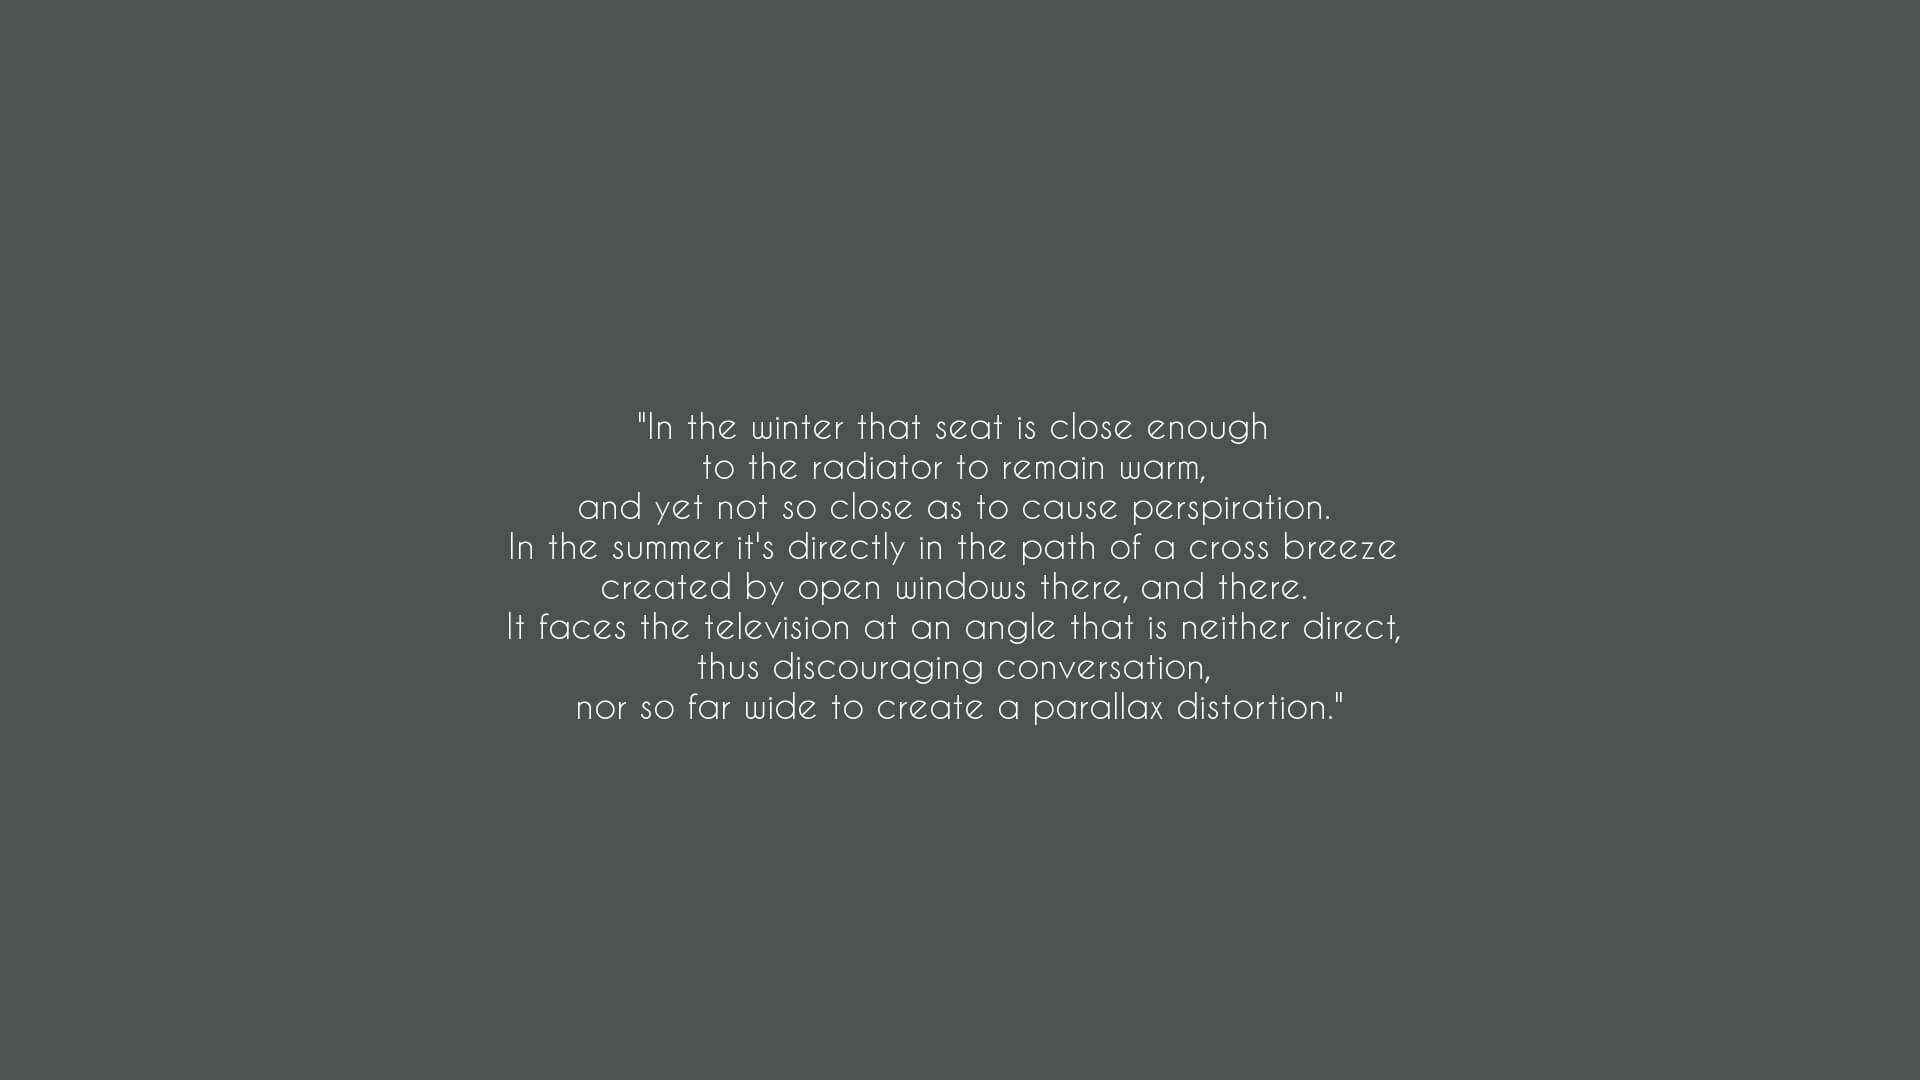 "In the winter that seat is close enough
to the radiator to remain warm,
and yet not so close as to cause perspiration.
In the summer it's directly in the path of a cross breeze
created by open windows there, and there.
It faces the television at an angle that is neither direct,
thus discouraging conversation,
nor so far wide to create a parallax distortion."